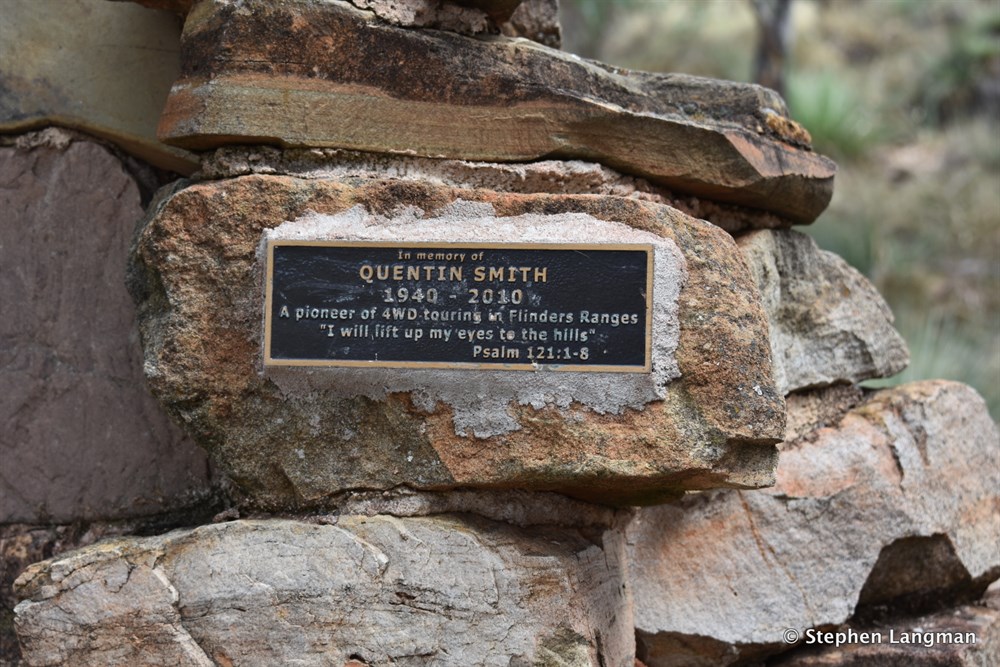 In memory of
QUENTIN SMITH
1940 - 2010
A pioneer of 4WD touring in Flinders Ranges
"I will lift up my eyes to the hills"
Psalm 121:1-8
© Stephen Langman